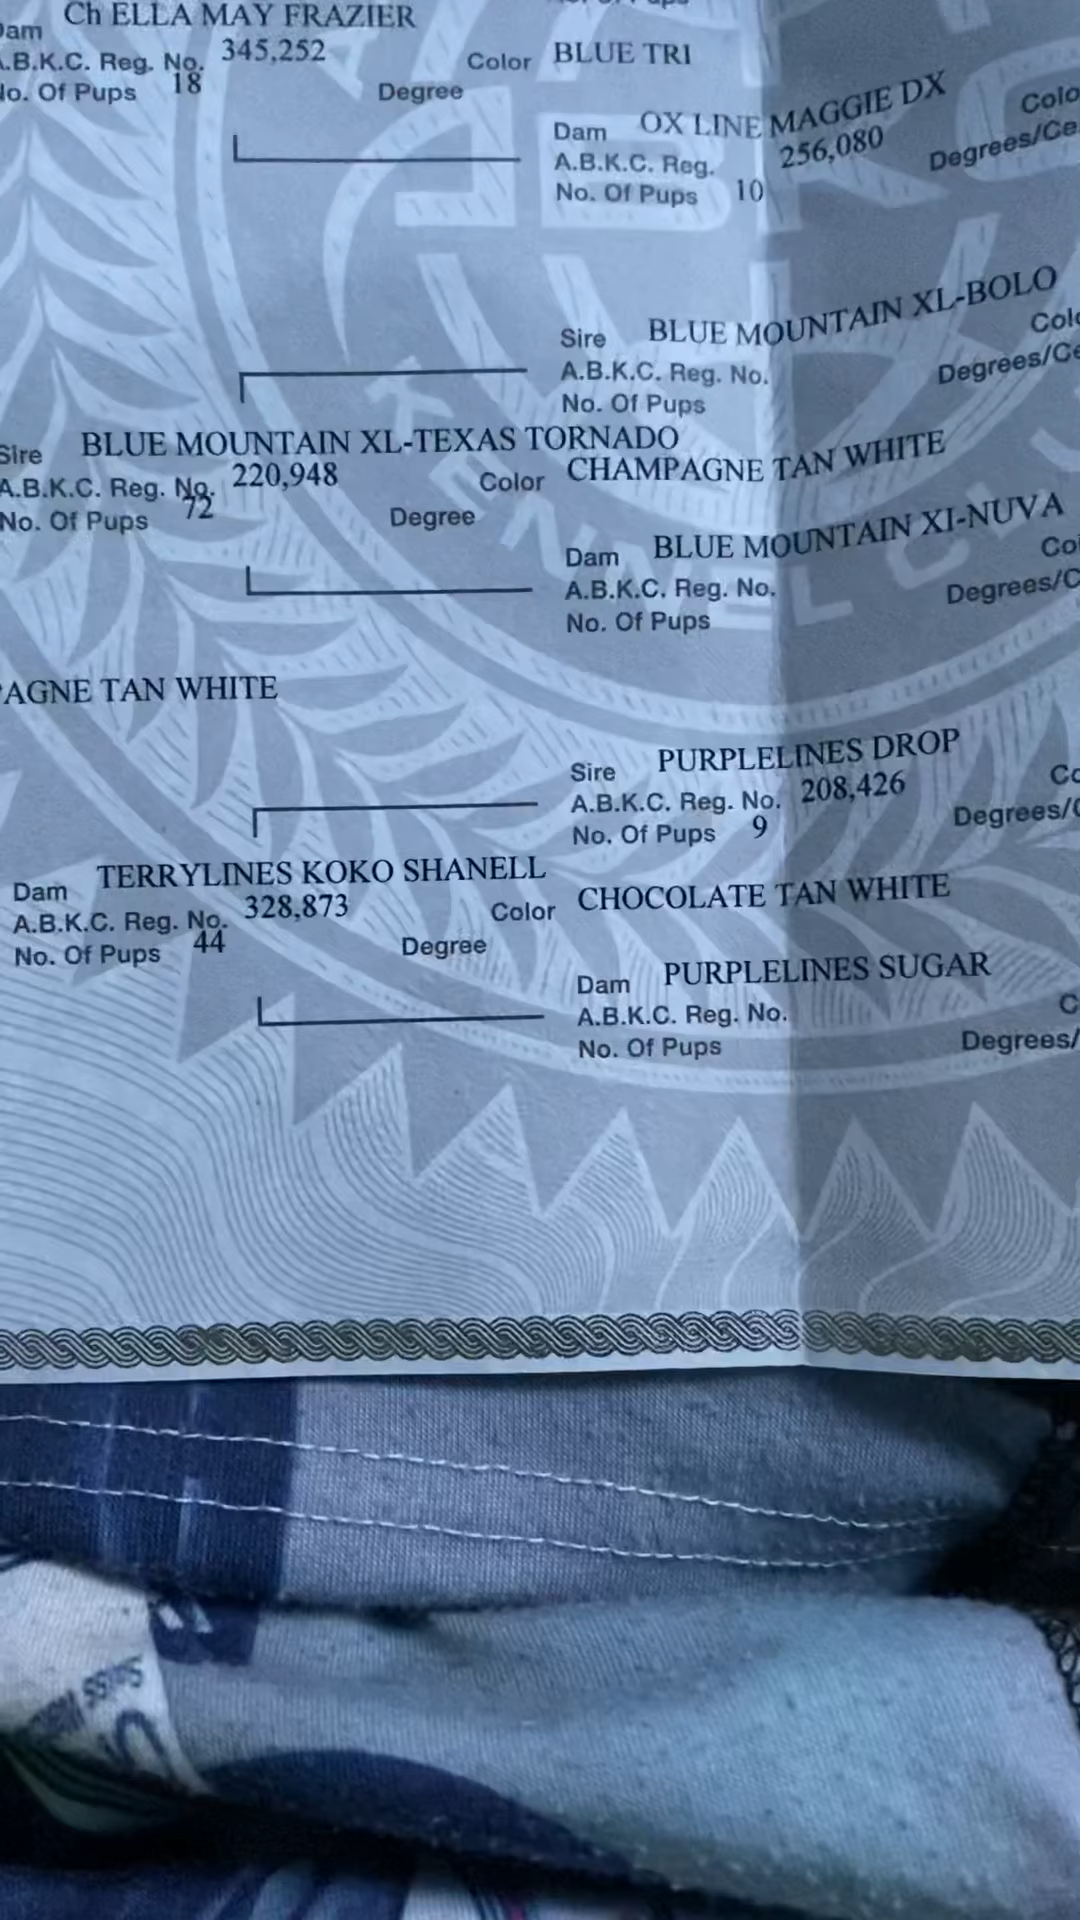 Ch ELLA MAY FRAZIER
Dam
A.B.K.C. Reg. No. 345,252 Color BLUE TRI
No. Of Pups 18 Degree
Dam OX LINE MAGGIE DX
A.B.K.C. Reg. 256,080 Colo
No. Of Pups 10 Degrees/Ce
Sire BLUE MOUNTAIN XL-BOLO
A.B.K.C. Reg. No. Colo
No. Of Pups Degrees/Ce
Sire BLUE MOUNTAIN XL-TEXAS TORNADO
A.B.K.C. Reg. No. 220,948 Color CHAMPAGNE TAN WHITE
No. Of Pups 72 Degree
Dam BLUE MOUNTAIN XI-NUVA
A.B.K.C. Reg. No. Col
No. Of Pups Degrees/C
PAGNE TAN WHITE
Sire PURPLELINES DROP
A.B.K.C. Reg. No. 208,426 Co
No. Of Pups 9 Degrees/C
Dam TERRYLINES KOKO SHANELL
A.B.K.C. Reg. No. 328,873 Color CHOCOLATE TAN WHITE
No. Of Pups 44 Degree
Dam PURPLELINES SUGAR
A.B.K.C. Reg. No. C
No. Of Pups Degrees/